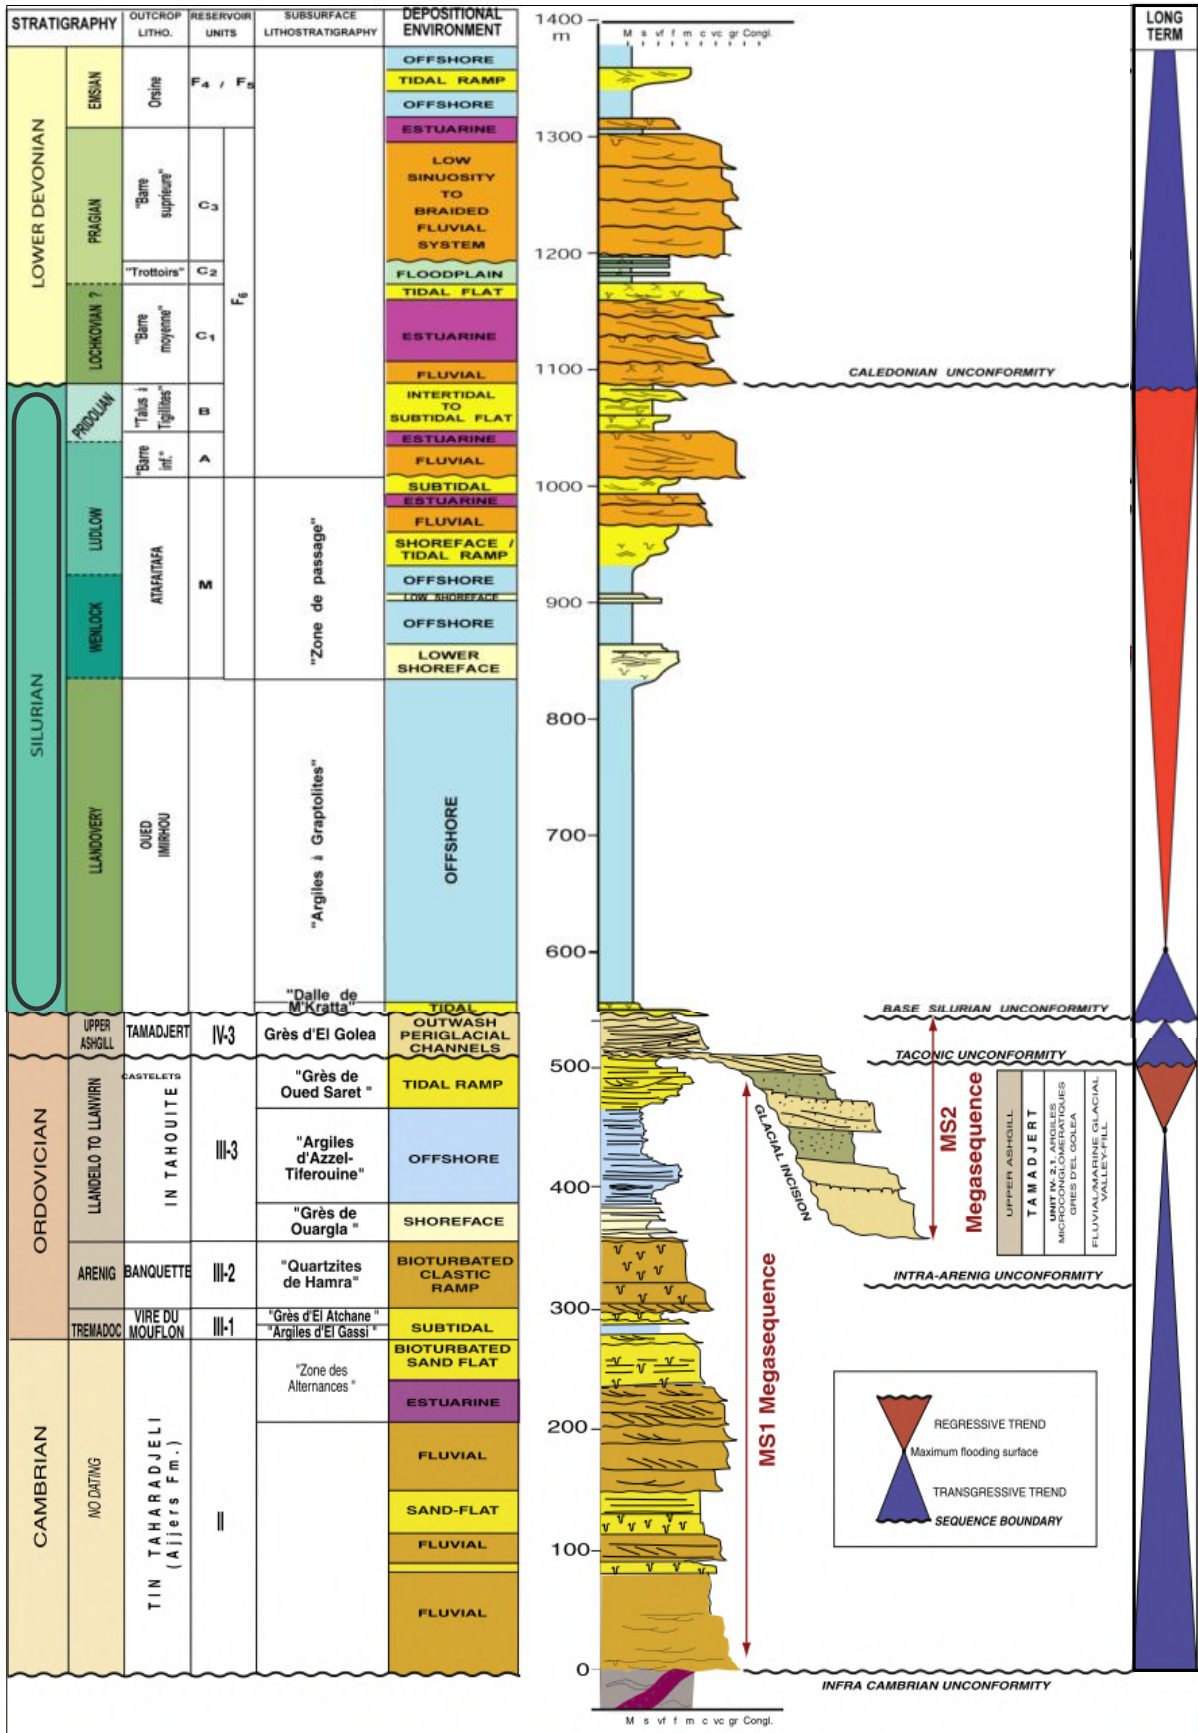 STRATIGRAPHY
OUTCROP
LITHO.
RESERVOIR
UNITS
SUBSURFACE
LITHOSTRATIGRAPHY
DEPOSITIONAL
ENVIRONMENT
1400
m
M s vf f m c vc gr Congl.
LONG
TERM
LOWER DEVONIAN
EMSIAN
Orsine
F4 / F5
OFFSHORE
TIDAL RAMP
OFFSHORE
ESTUARINE
1300
PRAGIAN
"Barre
suprieure"
C3
LOW
SINUOSITY
TO
BRAIDED
FLUVIAL
SYSTEM
1200
"Trottoirs"
C2
FLOODPLAIN
F6
LOCHKOVIAN ?
"Barre
moyenne"
C1
TIDAL FLAT
ESTUARINE
FLUVIAL
1100
CALEDONIAN UNCONFORMITY
SILURIAN
PRIDOLIAN
"Talus à
Tigillites"
B
INTERTIDAL
TO
SUBTIDAL FLAT
"Barre
inf."
A
ESTUARINE
FLUVIAL
1000
LUDLOW
ATAFAITAFA
M
"Zone de passage"
SUBTIDAL
ESTUARINE
FLUVIAL
SHOREFACE /
TIDAL RAMP
OFFSHORE
LOW SHOREFACE
900
WENLOCK
OFFSHORE
LOWER
SHOREFACE
800
LLANDOVERY
OUED
IMIRHOU
"Argiles à Graptolites"
OFFSHORE
700
600
"Dalle de
M'Kratta"
TIDAL
BASE SILURIAN UNCONFORMITY
ORDOVICIAN
UPPER
ASHGILL
TAMADJERT
IV-3
Grès d'El Golea
OUTWASH
PERIGLACIAL
CHANNELS
TACONIC UNCONFORMITY
500
LLANDEILO TO LLANVIRN
CASTELETS
IN TAHOUITE
III-3
"Grès de
Oued Saret "
TIDAL RAMP
"Argiles
d'Azzel-
Tiferouine"
OFFSHORE
400
"Grès de
Ouargla "
SHOREFACE
GLACIAL INCISION
MS2
Megasequence
UPPER ASHGILL
TAMADJERT
UNIT IV- 2,1. ARGILES
MICROCONGLOMERATIQUES
GRES D'EL GOLEA
FLUVIAL/MARINE GLACIAL
VALLEY-FILL
ARENIG
BANQUETTE
III-2
"Quartzites
de Hamra"
BIOTURBATED
CLASTIC
RAMP
INTRA-ARENIG UNCONFORMITY
300
TREMADOC
VIRE DU
MOUFLON
III-1
"Grès d'El Atchane "
"Argiles d'El Gassi "
SUBTIDAL
MS1 Megasequence
CAMBRIAN
NO DATING
TIN TAHARADJELI
(Ajjers Fm.)
II
"Zone des
Alternances "
BIOTURBATED
SAND FLAT
ESTUARINE
200
FLUVIAL
SAND-FLAT
FLUVIAL
100
FLUVIAL
0
REGRESSIVE TREND
Maximum flooding surface
TRANSGRESSIVE TREND
SEQUENCE BOUNDARY
INFRA CAMBRIAN UNCONFORMITY
M s vf f m c vc gr Congl.